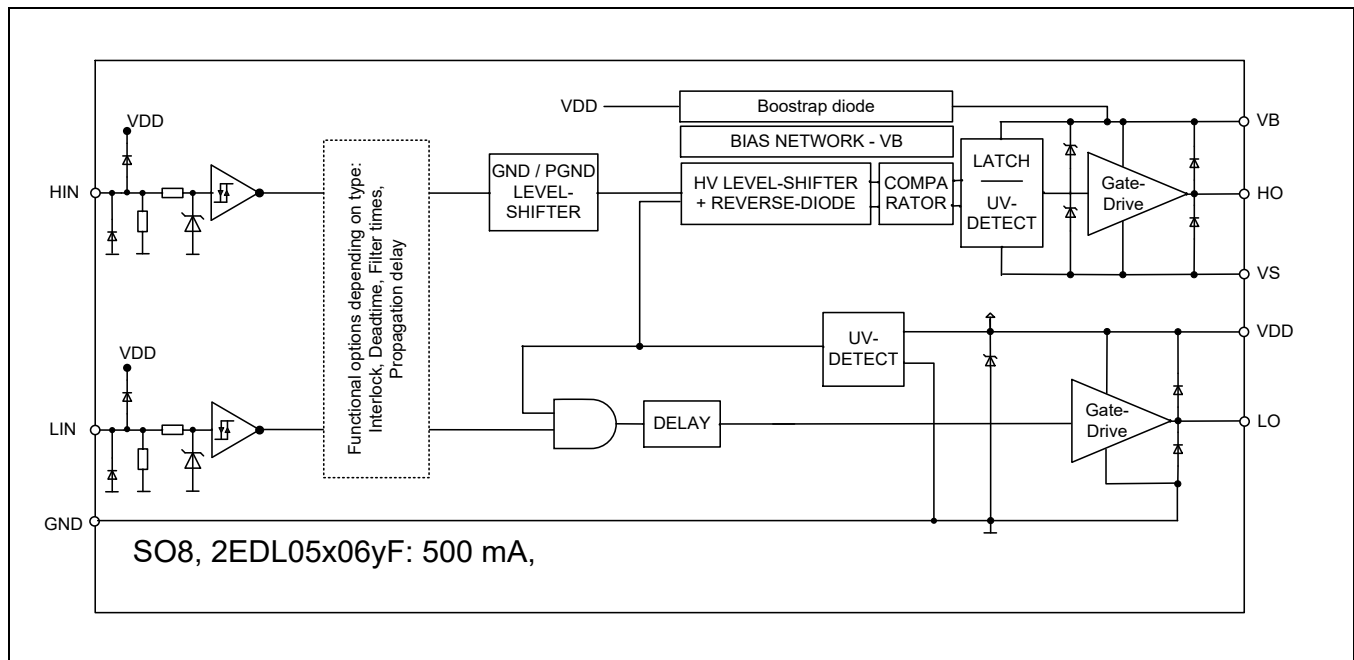 VDD
Boostrap diode
VB
VDD
BIAS NETWORK - VB
HIN
GND / PGND
LEVEL-
SHIFTER
HV LEVEL-SHIFTER
+ REVERSE-DIODE
COMPA
RATOR
LATCH
UV-
DETECT
Gate-
Drive
HO
VS
Functional options depending on type:
Interlock, Deadtime, Filter times,
Propagation delay
VDD
UV-
DETECT
VDD
LIN
DELAY
Gate-
Drive
LO
GND
SO8, 2EDL05x06yF: 500 mA,